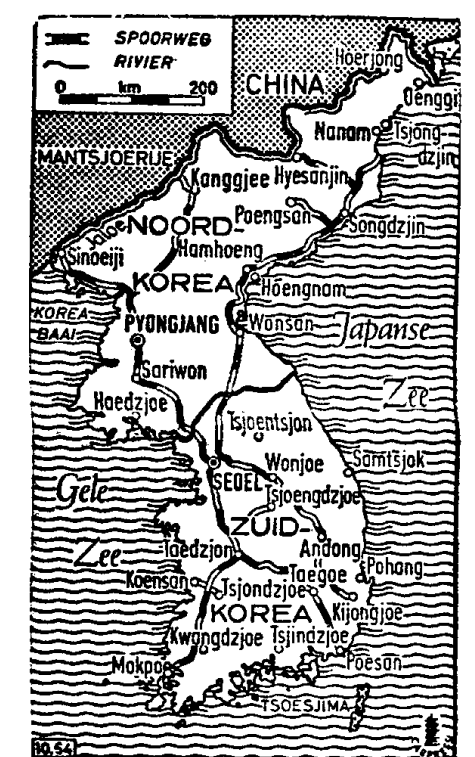 SPOORWEG
RIVIER
0 km 200
CHINA
Hoerjong
Oenggi
Nanam
Tsjong-
dzjin
MANTSJOERIJE
Kanggjee
Hyesanjin
Jaloe
NOORD-
Poengsan
Songdzjin
Sinoeiji
Hamhoeng
KOREA
Hoengnam
KOREA
BAAI
PYONGJANG
Wonsan
Japanse
Zee
Sariwon
Haedzjoe
Tsjoentsjon
Gele
Zee
SEOEL
Wonjoe
Samtsjok
Tsjoengdzjoe
ZUID-
Taedzjon
Andong
Taegoe
Pohang
Koensan
Tsjondzjoe
KOREA
Kijongjoe
Kwangdzjoe
Tsjindzjoe
Mokpo
Poesan
TSOESJIMA
10.54